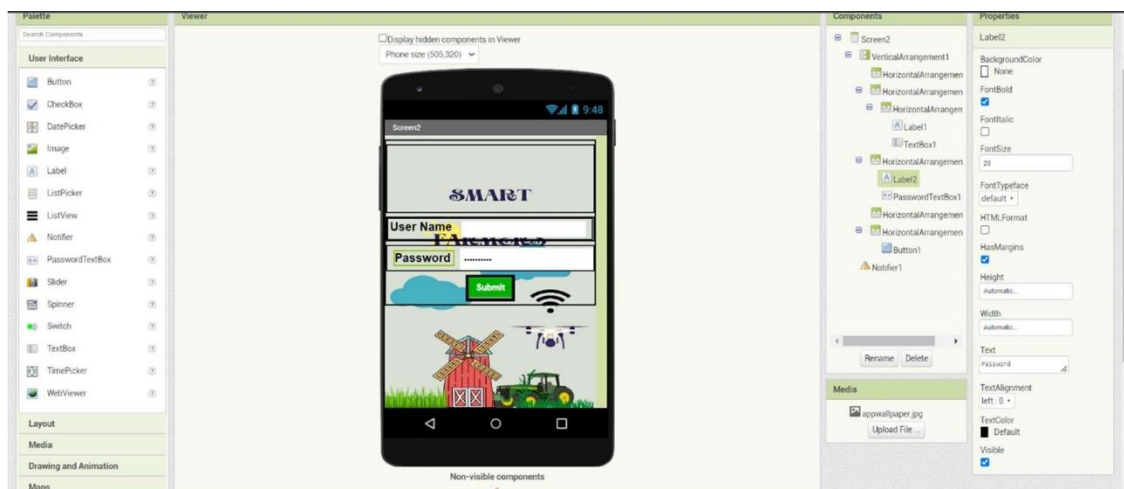 Palette
Search Components...
User Interface
Button
CheckBox
DatePicker
Image
Label
ListPicker
ListView
Notifier
PasswordTextBox
Slider
Spinner
Switch
TextBox
TimePicker
WebViewer
Layout
Media
Drawing and Animation
Maps
Viewer
Display hidden components in Viewer
Phone size (505,320)
9:48
Screen2
SMART
User Name
FARMERS
Password
Submit
Non-visible components
Components
Screen2
VerticalArrangement1
HorizontalArrangemen
HorizontalArrangemen
HorizontalArrangem
Label1
TextBox1
HorizontalArrangemen
Label2
PasswordTextBox1
HorizontalArrangemen
HorizontalArrangemen
Button1
Notifier1
Rename Delete
Media
appwallpaper.jpg
Upload File ...
Properties
Label2
BackgroundColor
None
FontBold
FontItalic
FontSize
20
FontTypeface
default
HTMLFormat
HasMargins
Height
Automatic...
Width
Automatic...
Text
Password
TextAlignment
left : 0
TextColor
Default
Visible